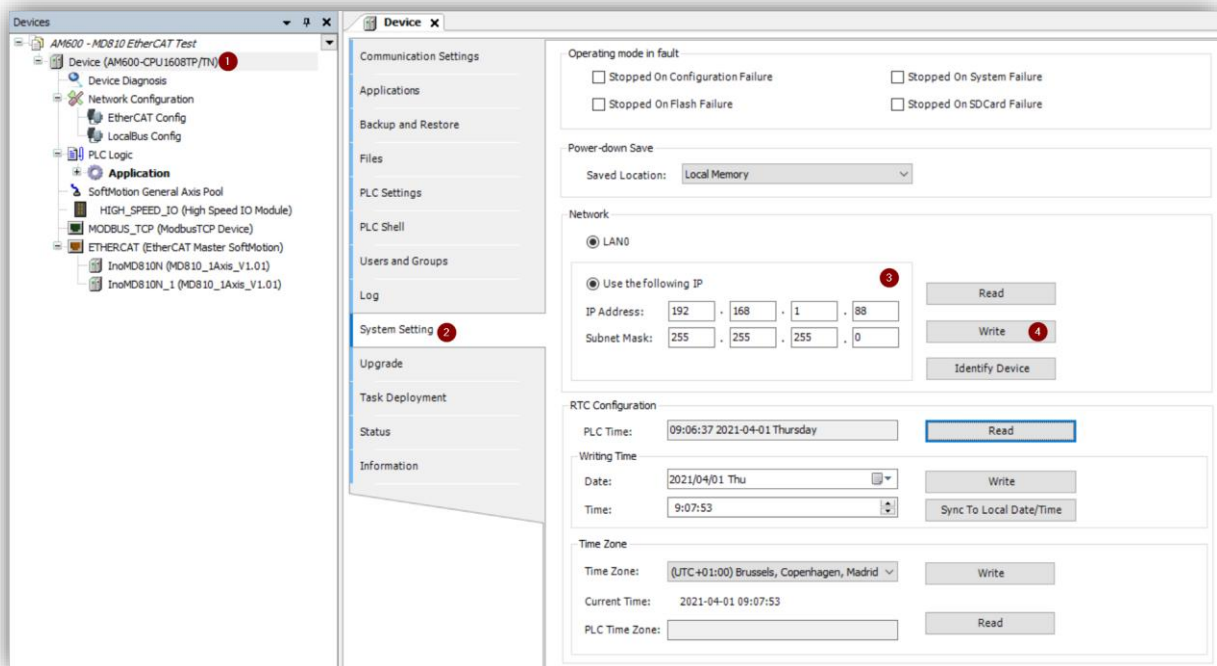 Devices
AM600 - MD810 EtherCAT Test
Device (AM600-CPU1608TP/TN) 1
Device Diagnosis
Network Configuration
EtherCAT Config
LocalBus Config
PLC Logic
Application
SoftMotion General Axis Pool
HIGH_SPEED_IO (High Speed IO Module)
MODBUS_TCP (ModbusTCP Device)
ETHERCAT (EtherCAT Master SoftMotion)
InoMD810N (MD810_1Axis_V1.01)
InoMD810N_1 (MD810_1Axis_V1.01)
Device
Communication Settings
Applications
Backup and Restore
Files
PLC Settings
PLC Shell
Users and Groups
Log
System Setting 2
Upgrade
Task Deployment
Status
Information
Operating mode in fault
Stopped On Configuration Failure Stopped On System Failure
Stopped On Flash Failure Stopped On SDCard Failure
Power-down Save
Saved Location: Local Memory
Network
LAN0
Use the following IP 3
IP Address: 192 . 168 . 1 . 88
Subnet Mask: 255 . 255 . 255 . 0
Read
Write 4
Identify Device
RTC Configuration
PLC Time: 09:06:37 2021-04-01 Thursday Read
Writing Time
Date: 2021/04/01 Thu Write
Time: 9:07:53 Sync To Local Date/Time
Time Zone
Time Zone: (UTC+01:00) Brussels, Copenhagen, Madrid Write
Current Time: 2021-04-01 09:07:53
PLC Time Zone: Read